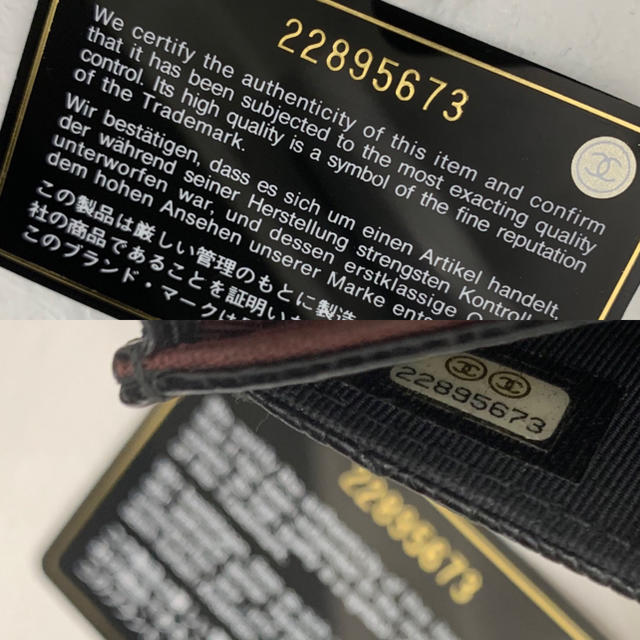 22895673
We certify the authenticity of this item and confirm
that it has been subjected to the most exacting quality
control. Its high quality is a symbol of the fine reputation
of the Trademark.
Wir bestätigen, dass es sich um einen Artikel handelt.
der während seiner Herstellung strengsten Kontroll
unterworfen war, und dessen erstklassige Q
dem hohen Ansehen unserer Marke ents
この製品は厳しい管理のもとに製造
社の商品であることを証明い
このブランド・マークは
22895673
22895673